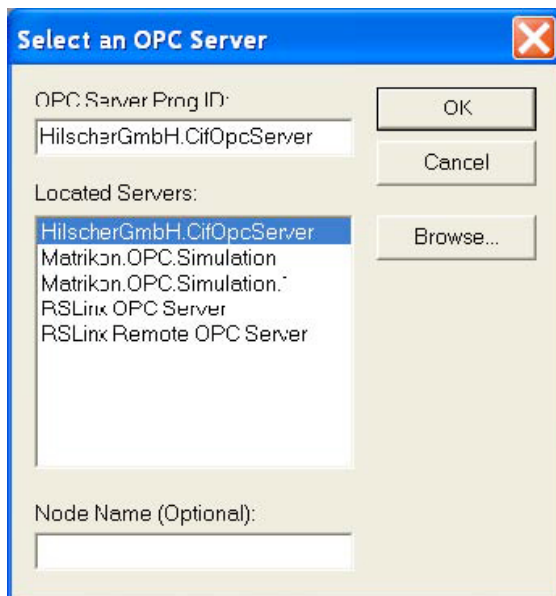 Select an OPC Server
OPC Server Prog ID:
OK
HilscherGmbH.CifOpcServer
Cancel
Located Servers:
HilscherGmbH.CifOpcServer
Browse...
Matrikon.OPC.Simulation
Matrikon.OPC.Simulation.1
RSLinx OPC Server
RSLinx Remote OPC Server
Node Name (Optional):